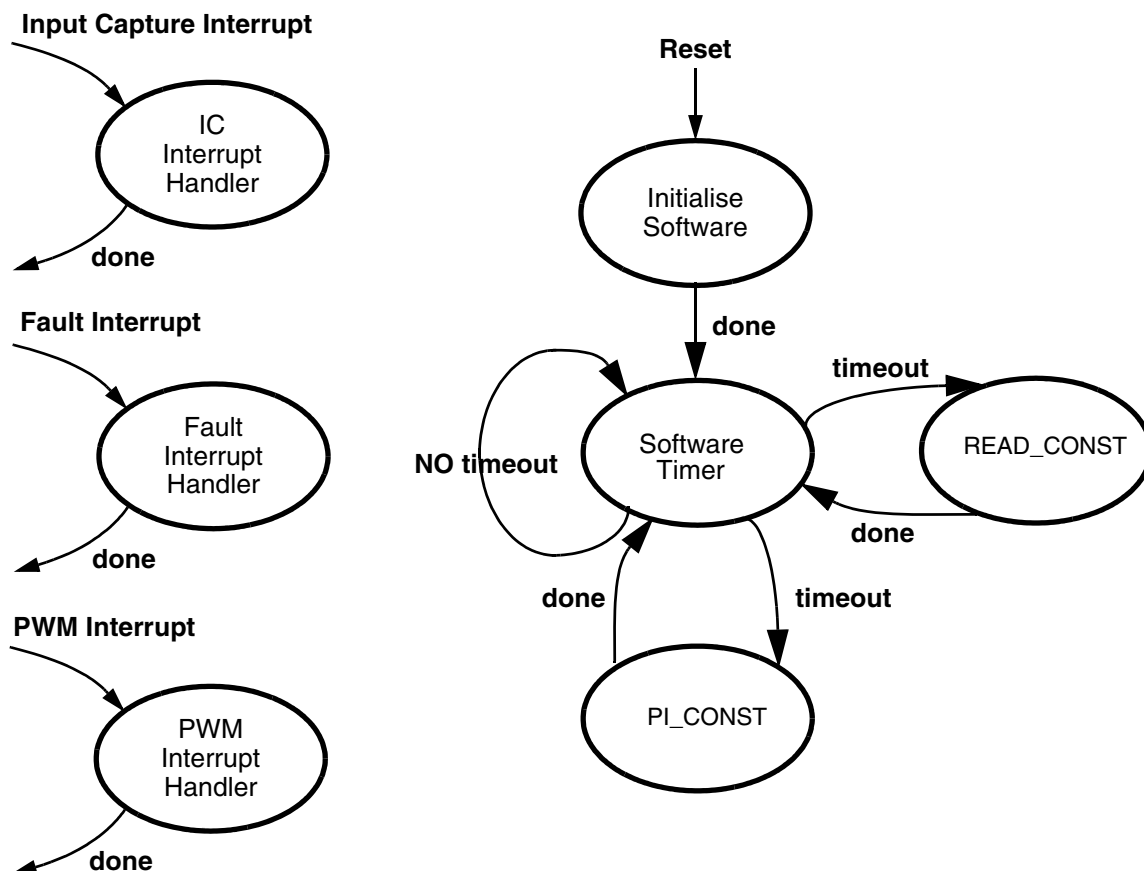 Input Capture Interrupt
IC
Interrupt
Handler
done
Fault Interrupt
Fault
Interrupt
Handler
done
PWM Interrupt
PWM
Interrupt
Handler
done
Reset
Initialise
Software
done
timeout
NO timeout
Software
Timer
READ_CONST
done
done
timeout
PI_CONST